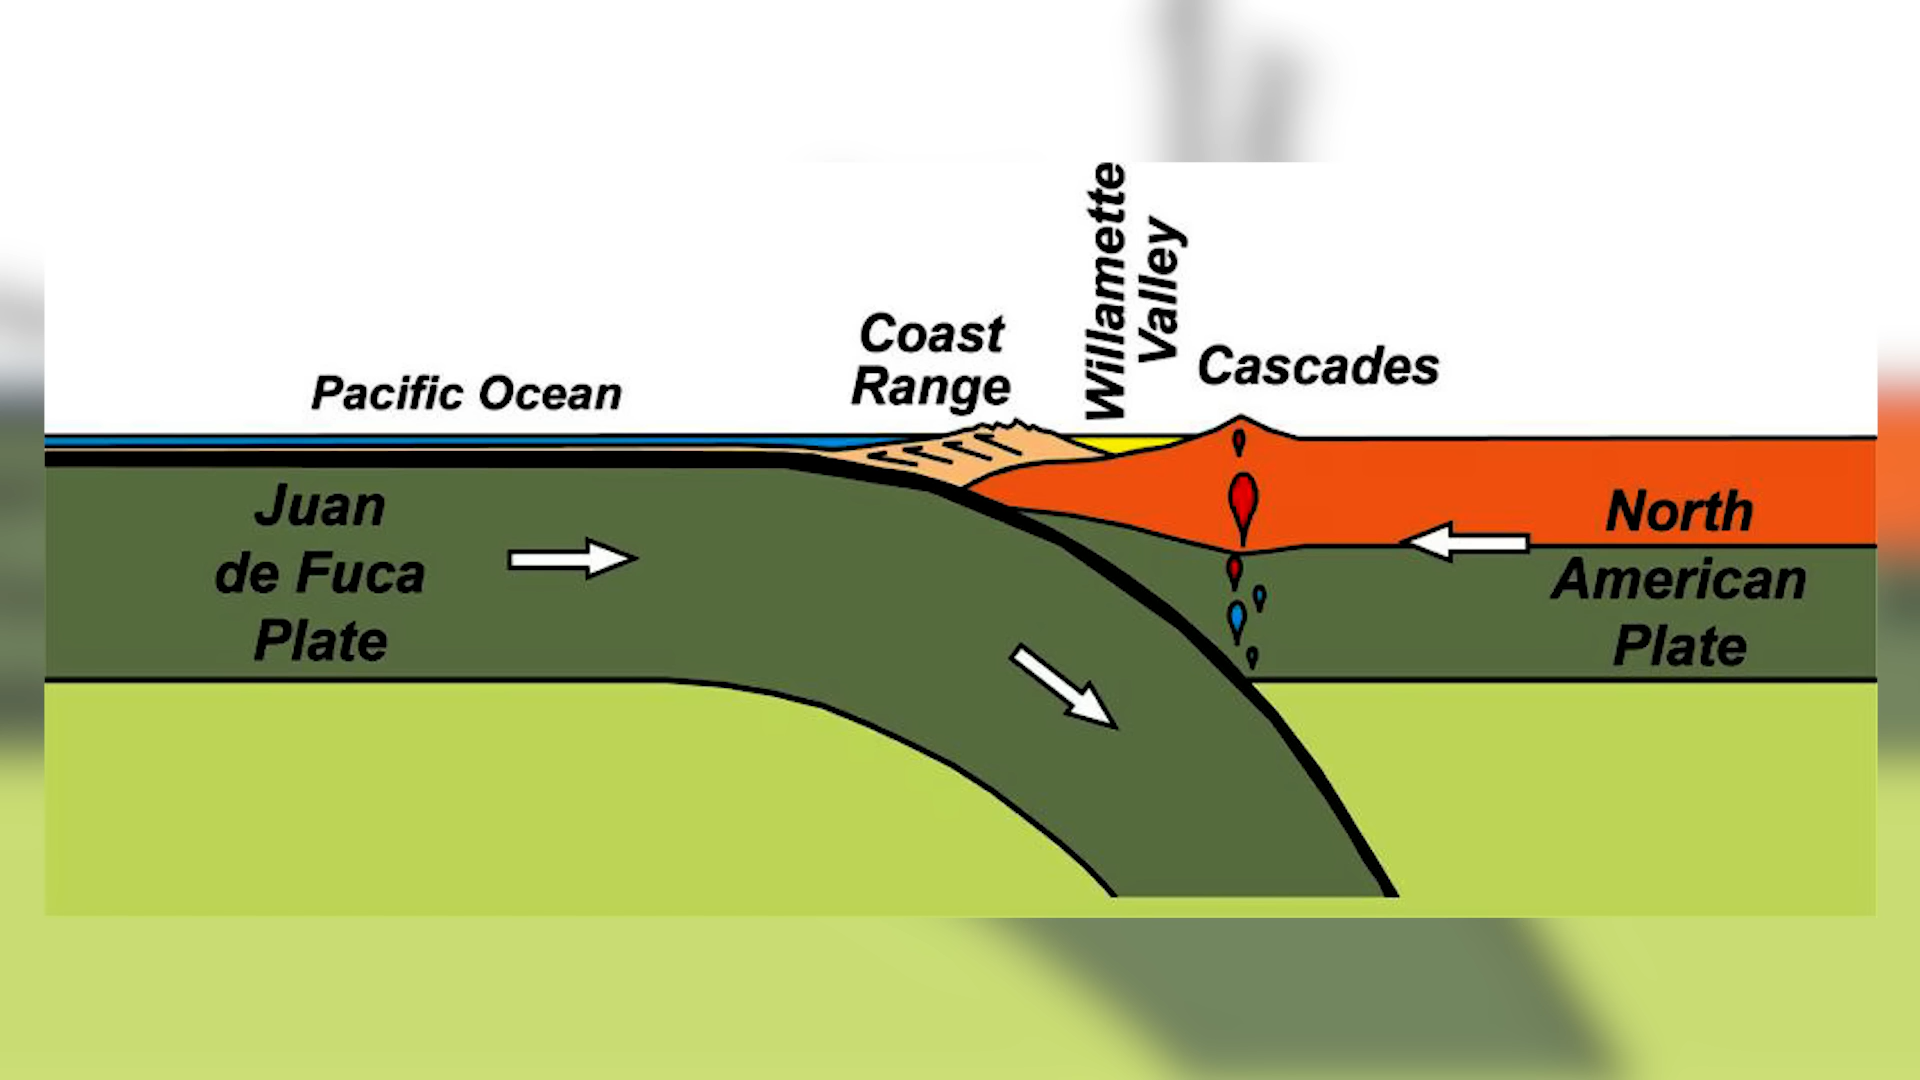 Willamette
Valley
Coast
Range
Cascades
Pacific Ocean
Juan
de Fuca
Plate
North
American
Plate